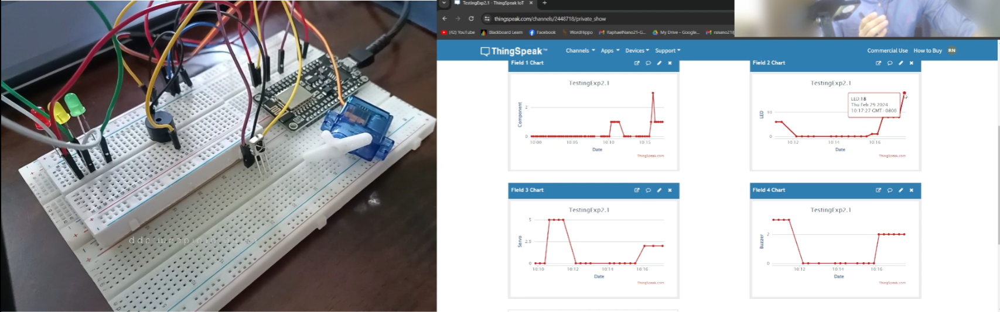 TestingExp2.1 - ThingSpeak IoT
thingspeak.com/channels/2448718/private_show
(42) YouTube
Blackboard Learn
Facebook
WordHippo
RaphaelNano21-G...
My Drive - Google...
rsnano21@
ThingSpeak™
Channels
Apps
Devices
Support
Commercial Use
How to Buy
RN
Field 1 Chart
TestingExp2.1
Component
2
0
10:09
10:05
10:10
10:15
Date
ThingSpeak.com
Field 2 Chart
TestingExp2.1
LED:18
Thu Feb 29 2024
10:17:27 GMT-0800
LED
10
0
10:12
10:14
10:16
Date
ThingSpeak.com
Field 3 Chart
TestingExp2.1
Servo
5
2.5
0
10:10
10:12
10:14
10:16
Date
ThingSpeak.com
Field 4 Chart
TestingExp2.1
Buzzer
2
0
10:12
10:14
10:16
Date
ThingSpeak.com